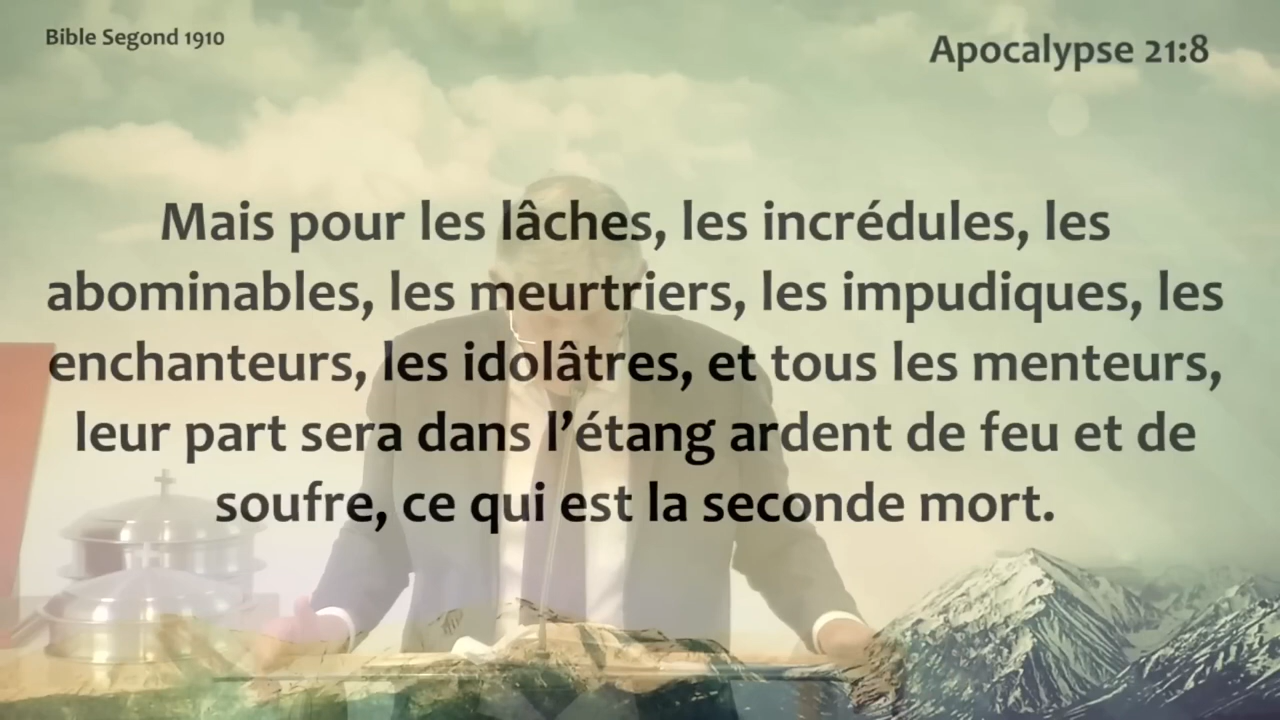 Bible Segond 1910
Apocalypse 21:8
Mais pour les lâches, les incrédules, les
abominables, les meurtriers, les impudiques, les
enchanteurs, les idolâtres, et tous les menteurs,
leur part sera dans l’étang ardent de feu et de
soufre, ce qui est la seconde mort.